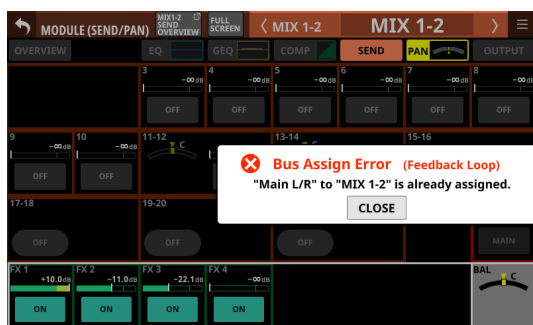 MODULE (SEND/PAN)
MIX1-2
SEND
OVERVIEW
FULL
SCREEN
MIX 1-2
MIX 1-2
OVERVIEW
EQ
GEQ
COMP
SEND
PAN
OUTPUT
3 -∞dB
4 -∞dB
5 -∞dB
6 -∞dB
7 -∞dB
8 -∞dB
OFF OFF OFF OFF OFF OFF
9 -∞dB
10 -∞dB
11-12
C
13-14
C
15-16
OFF OFF
Bus Assign Error (Feedback Loop)
"Main L/R" to "MIX 1-2" is already assigned.
CLOSE
17-18
19-20
OFF OFF OFF MAIN
FX 1 +10.0dB
FX 2 -11.0dB
FX 3 -22.1dB
FX 4 -∞dB
BAL
C
ON ON ON ON